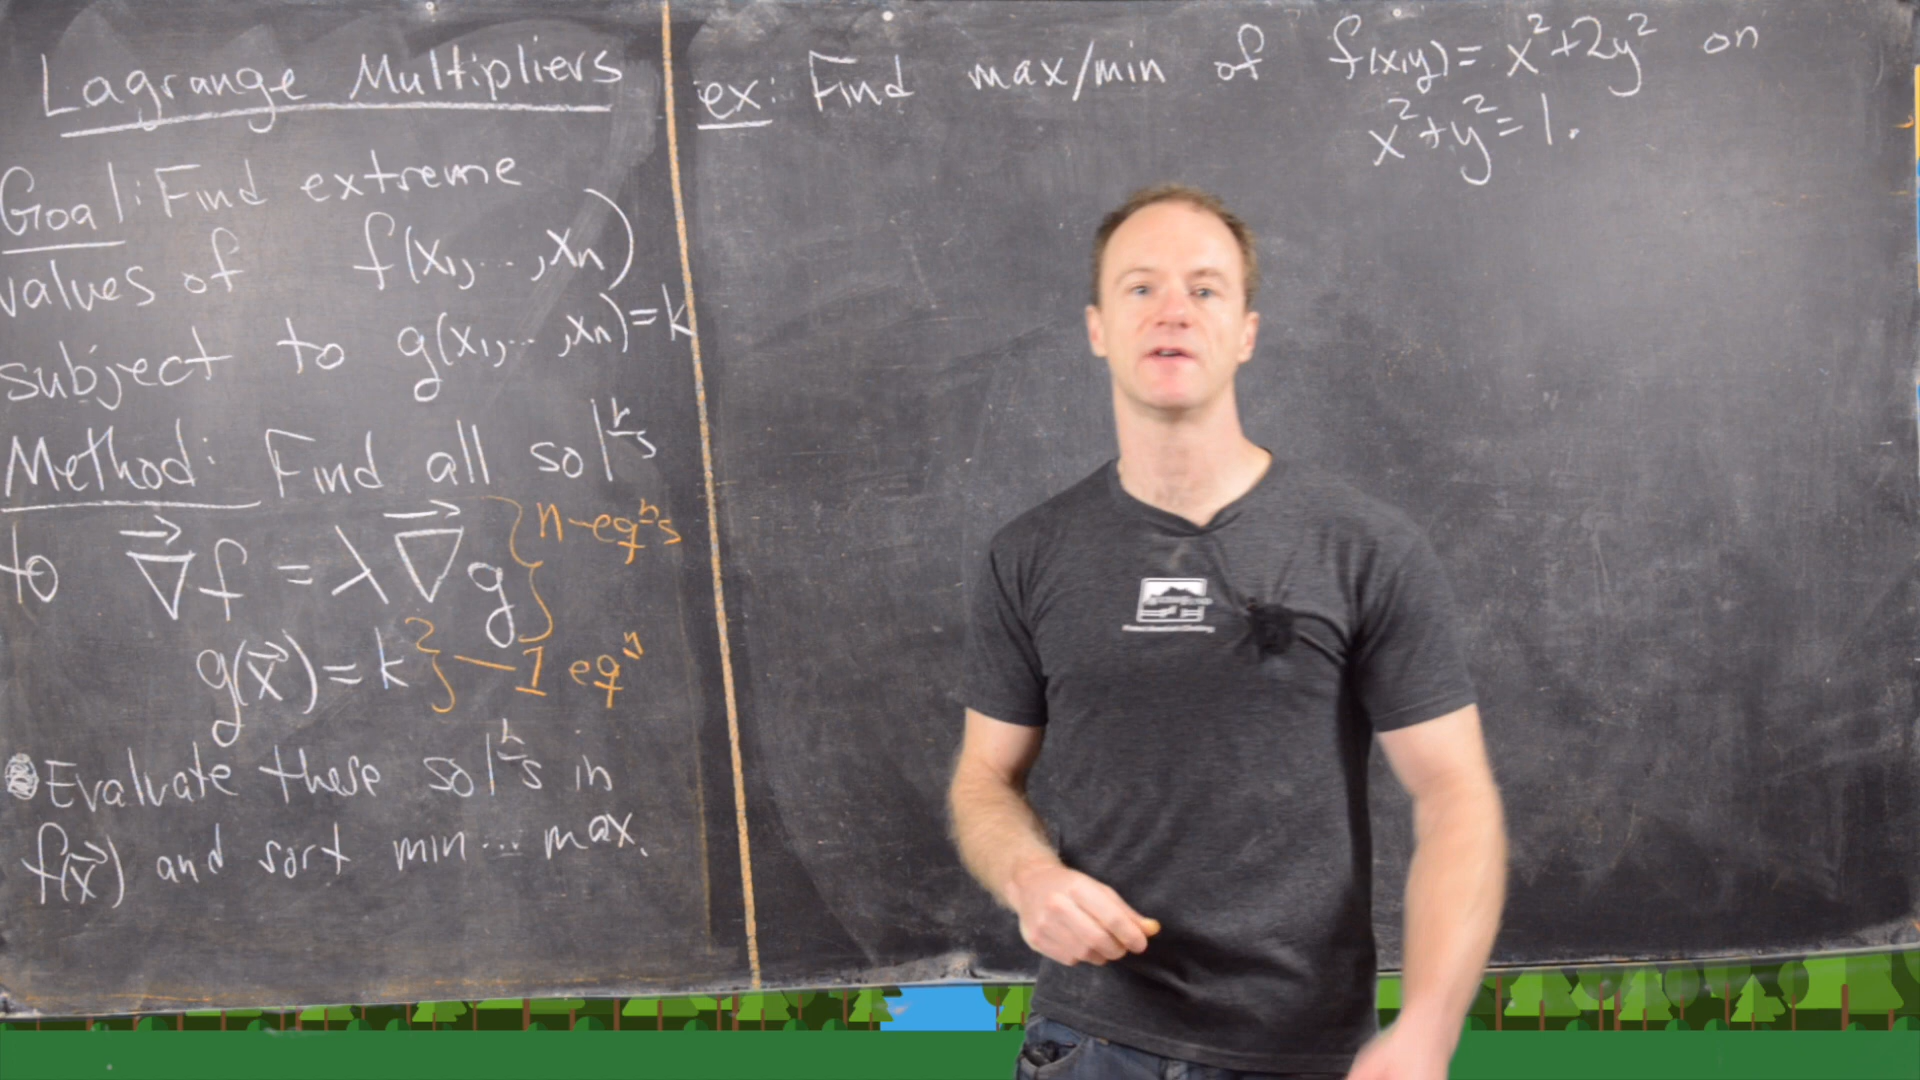 Lagrange Multipliers
Goal: Find extreme
values of f(x₁,...,xₙ)
subject to g(x₁,...,xₙ)=k
Method: Find all solⁿs
to ∇⃗f = λ∇⃗g } n-eqⁿs
g(x⃗)=k } — 1 eqⁿ
Evaluate these solⁿs in
f(x⃗) and sort min...max.
ex: Find max/min of f(x,y)= x²+2y² on
x²+y²=1.